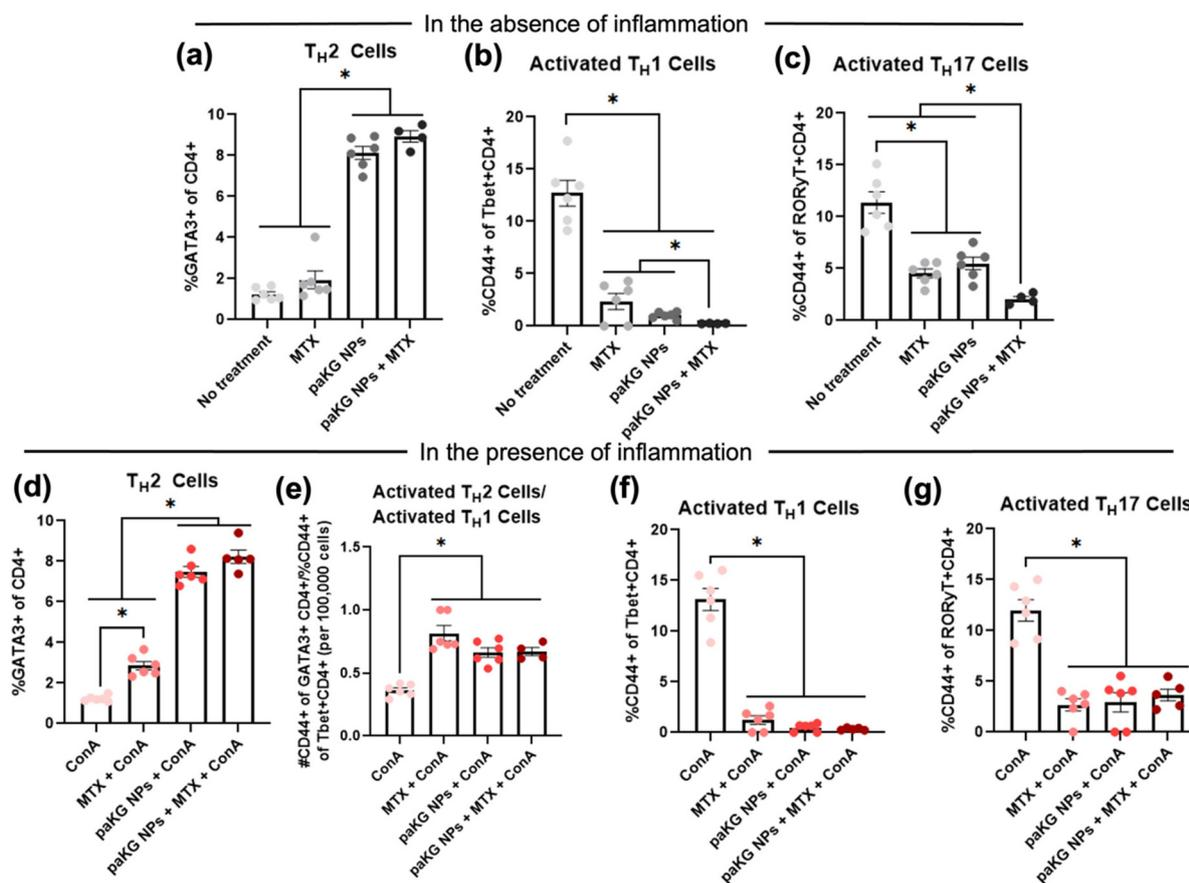 In the absence of inflammation
(a)
TH2 Cells
*
%GATA3+ of CD4+
10
8
6
4
2
0
No treatment
MTX
paKG NPs
paKG NPs + MTX
(b)
Activated TH1 Cells
*
*
%CD44+ of Tbet+CD4+
20
15
10
5
0
No treatment
MTX
paKG NPs
paKG NPs + MTX
(c)
Activated TH17 Cells
*
*
%CD44+ of RORyT+CD4+
20
15
10
5
0
No treatment
MTX
paKG NPs
paKG NPs + MTX
In the presence of inflammation
(d)
TH2 Cells
*
*
%GATA3+ of CD4+
10
8
6
4
2
0
ConA
MTX + ConA
paKG NPs + ConA
paKG NPs + MTX + ConA
(e)
Activated TH2 Cells/
Activated TH1 Cells
*
#CD44+ of GATA3+ CD4+/%CD44+
of Tbet+CD4+ (per 100,000 cells)
1.5
1.0
0.5
0.0
ConA
MTX + ConA
paKG NPs + ConA
paKG NPs + MTX + ConA
(f)
Activated TH1 Cells
*
%CD44+ of Tbet+CD4+
20
15
10
5
0
ConA
MTX + ConA
paKG NPs + ConA
paKG NPs + MTX + ConA
(g)
Activated TH17 Cells
*
%CD44+ of RORyT+CD4+
20
15
10
5
0
ConA
MTX + ConA
paKG NPs + ConA
paKG NPs + MTX + ConA